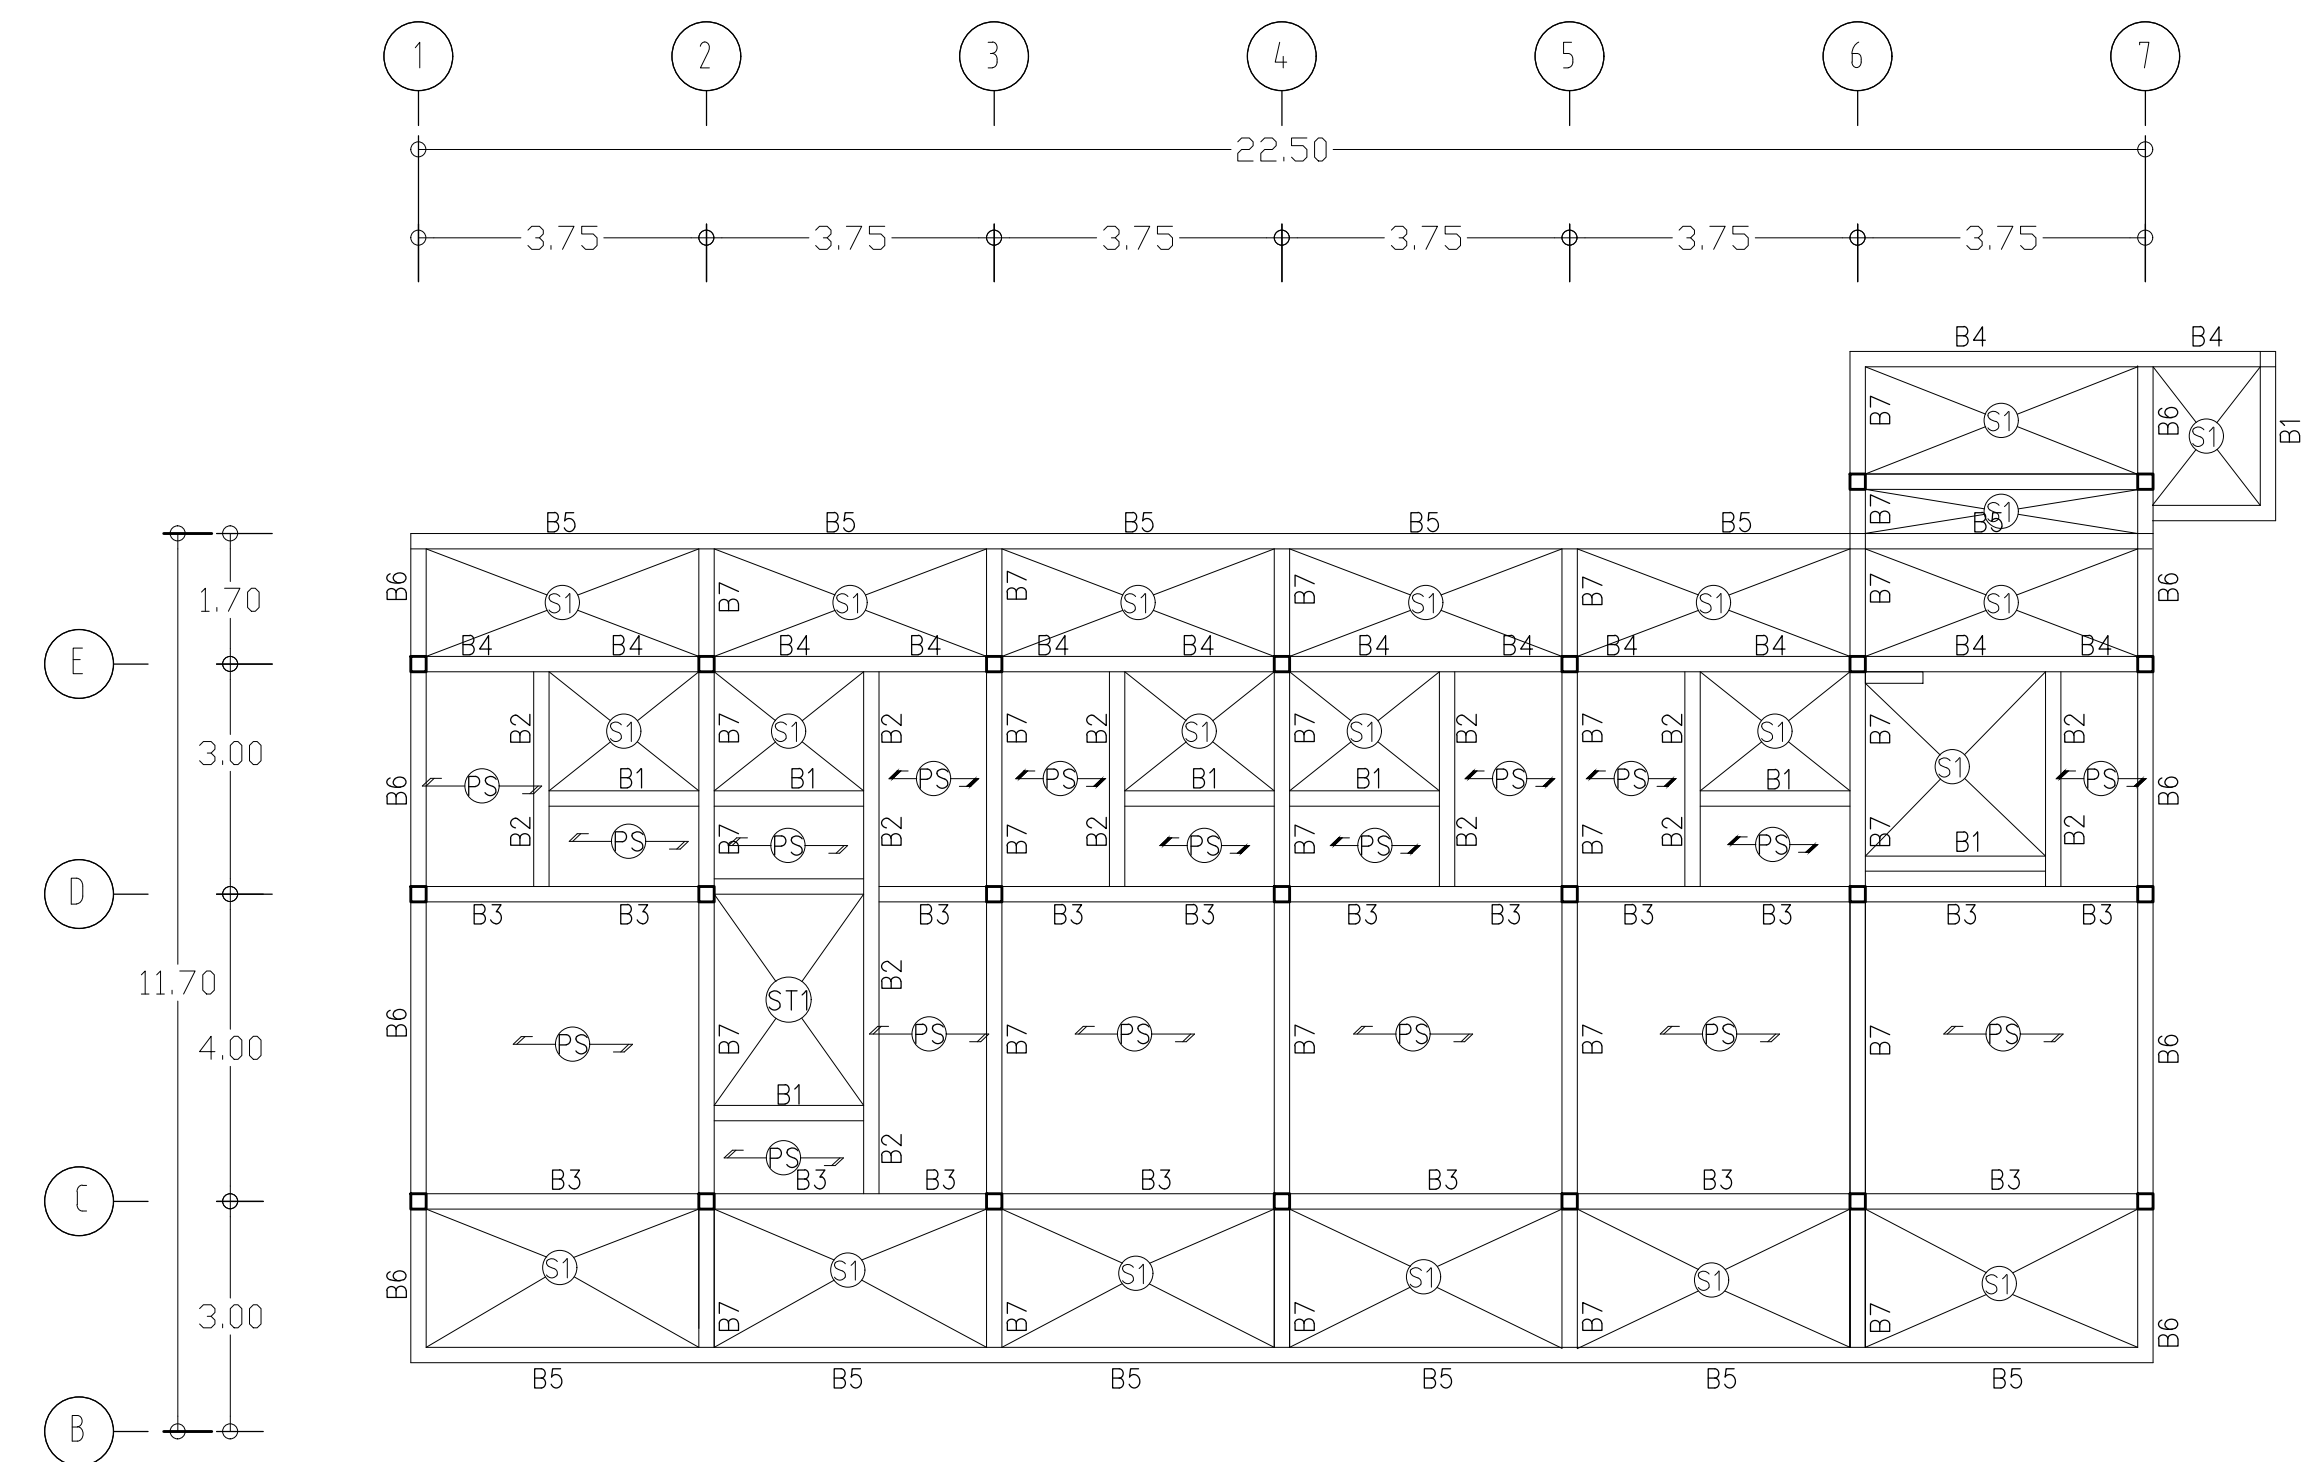 1 2 3 4 5 6 7
22.50
3.75 3.75 3.75 3.75 3.75 3.75
B4 B4
B7 S1 B6 S1 B1
B7 S1
B5 B5 B5 B5 B5 B5
1.70 B6 S1 B7 S1 B7 S1 B7 S1 B7 S1 B7 S1 B6
B4 B4 B4 B4 B4 B4 B4 B4 B4 B4 B4 B4
E
3.00 B2 S1 B7 S1 B2 B7 B2 S1 B7 S1 B2 B7 B2 S1 B7 S1 B2
B6 PS B1 B1 PS PS B1 B1 PS PS B1 PS B6
B2 PS B7 PS B2 B7 B2 PS B7 PS B2 B7 B2 PS B7 B1 B2
D
B3 B3 B3 B3 B3 B3 B3 B3 B3 B3 B3
11.70 ST1 B2
4.00 B6 PS B7 PS B7 PS B7 PS B7 PS B7 PS B6
B1
PS B2
B3 B3 B3 B3 B3 B3 B3
C
B6 S1 S1 S1 S1 S1 S1
3.00 B7 B7 B7 B7 B7 B6
B5 B5 B5 B5 B5 B5
B